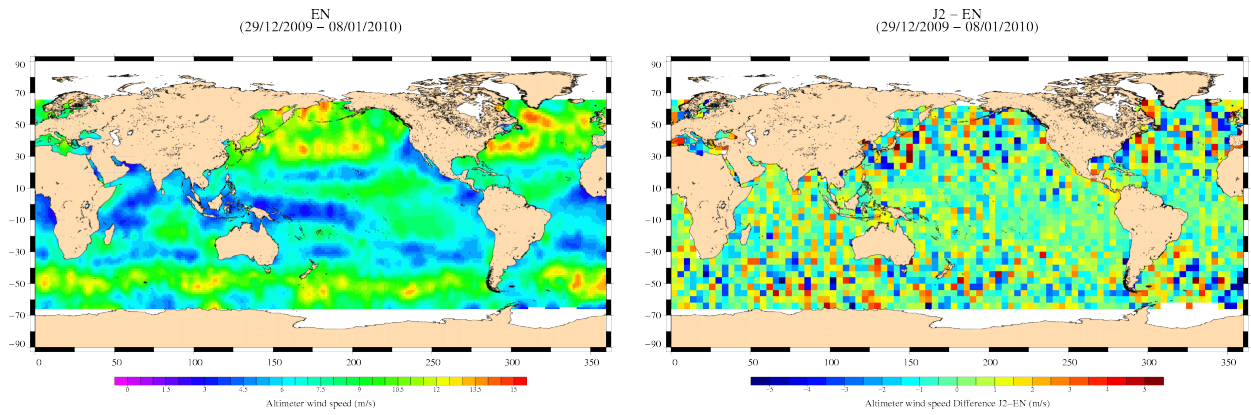 EN
(29/12/2009 − 08/01/2010)
90
70
50
30
10
−10
−30
−50
−70
−90
0 50 100 150 200 250 300 350
0 1.5 3 4.5 6 7.5 9 10.5 12 13.5 15
Altimeter wind speed (m/s)
J2 − EN
(29/12/2009 − 08/01/2010)
90
70
50
30
10
−10
−30
−50
−70
−90
0 50 100 150 200 250 300 350
−5 −4 −3 −2 −1 0 1 2 3 4 5
Altimeter wind speed Difference J2−EN (m/s)